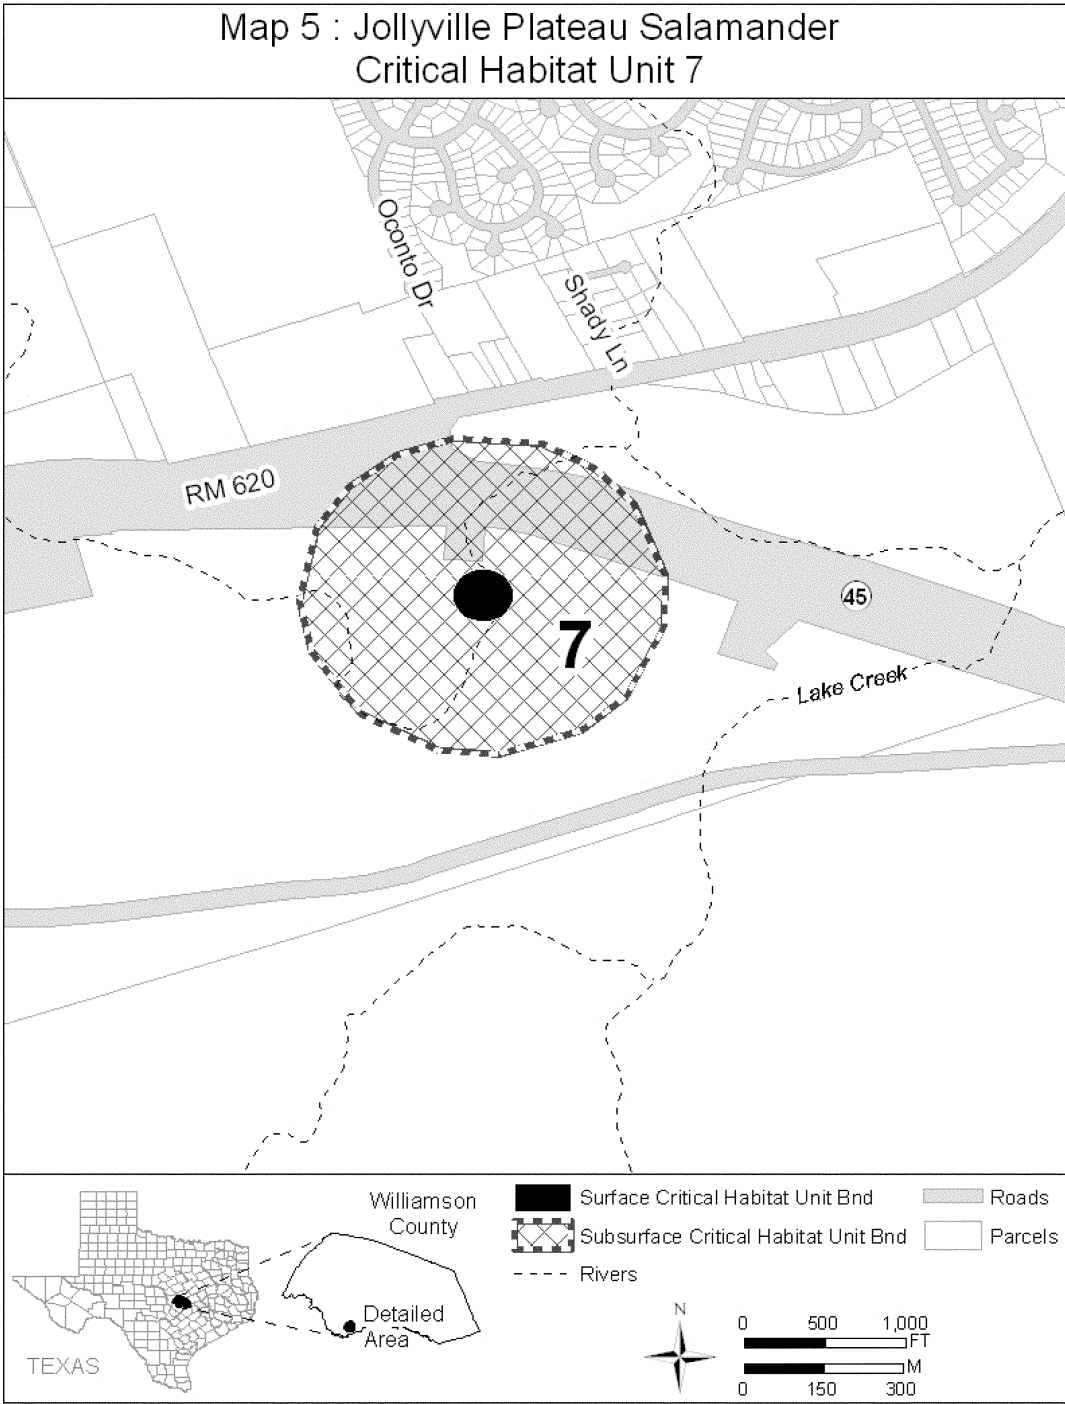 Map 5 : Jollyville Plateau Salamander
Critical Habitat Unit 7
Oconto Dr
Shady Ln
RM 620
45
7
Lake Creek
Williamson
County
Detailed
Area
TEXAS
Surface Critical Habitat Unit Bnd
Subsurface Critical Habitat Unit Bnd
Rivers
Roads
Parcels
N
0 500 1,000
FT
M
0 150 300